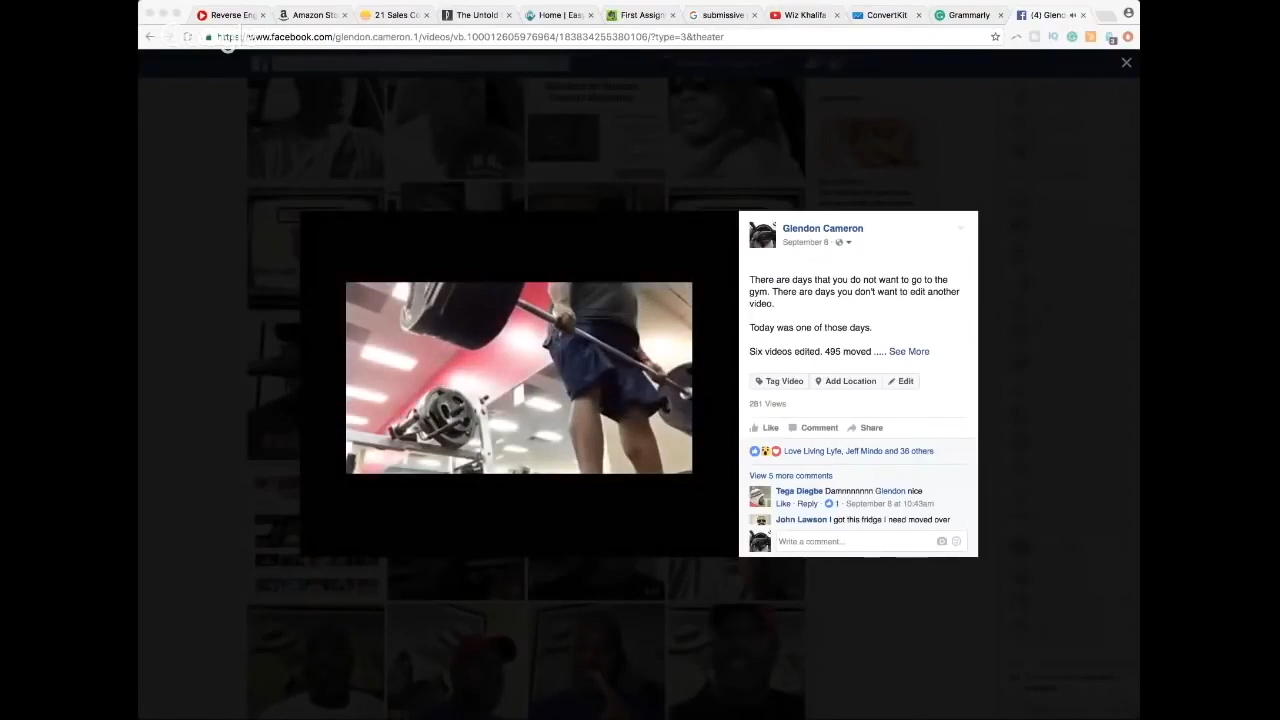 Reverse Eng
Amazon Sta
21 Sales Co
The Untold
Home | Easy
First Assign
submissive
Wiz Khalifa
ConvertKit
Grammarly
(4) Glend
https://www.facebook.com/glendon.cameron.1/videos/vb.100012605976964/183834255380106/?type=3&theater
Glendon Cameron
September 8 ·
There are days that you do not want to go to the
gym. There are days you don't want to edit another
video.
Today was one of those days.
Six videos edited. 495 moved ..... See More
Tag Video
Add Location
Edit
281 Views
Like
Comment
Share
Love Living Lyfe, Jeff Mindo and 36 others
View 5 more comments
Tega Diegbe Damnnnnnnn Glendon nice
Like · Reply · 1 · September 8 at 10:43am
John Lawson I got this fridge I need moved over
Write a comment...